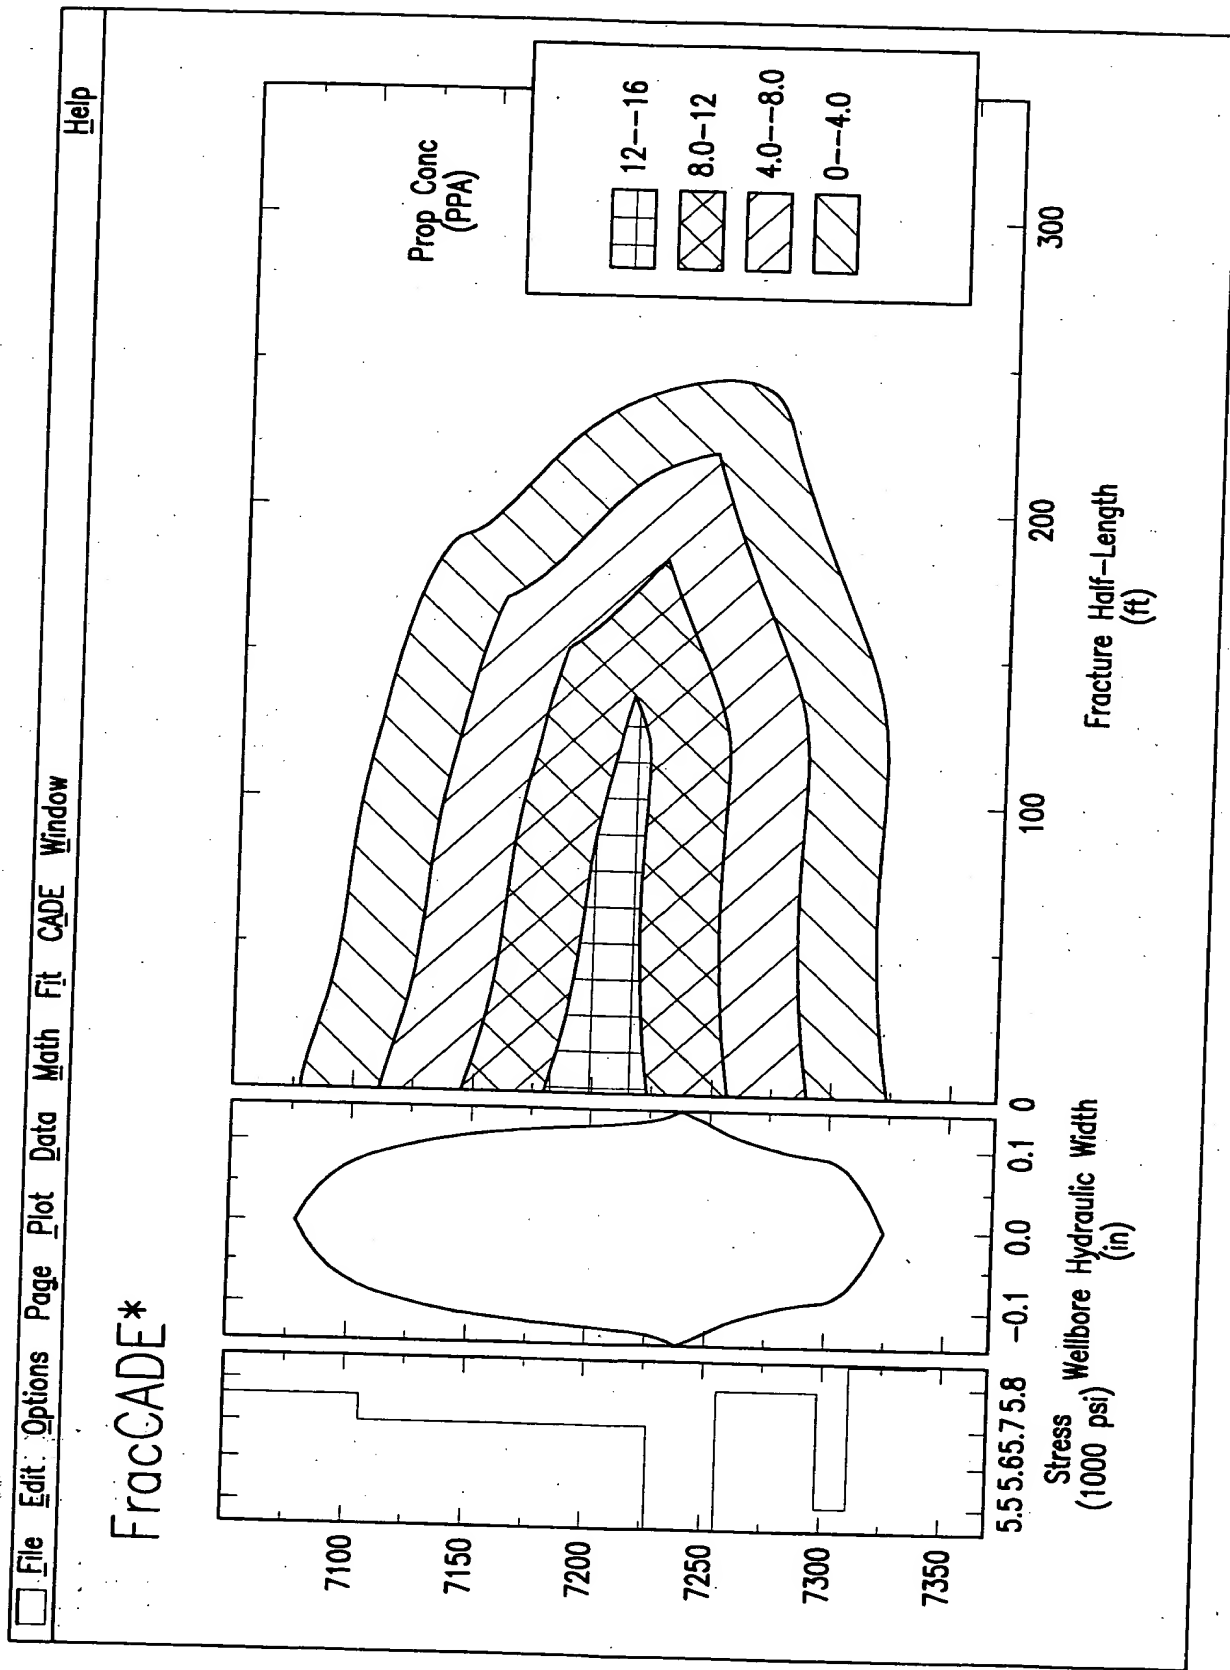 File Edit Options Page Plot Data Math Fit CADE Window Help
FracCADE*
7100
7150
7200
7250
7300
7350
5.5 5.6 5.7 5.8
Stress
(1000 psi)
-0.1 0.0 0.1
Wellbore Hydraulic Width
(in)
0 100 200 300
Fracture Half-Length
(ft)
Prop Conc
(PPA)
12--16
8.0-12
4.0--8.0
0---4.0